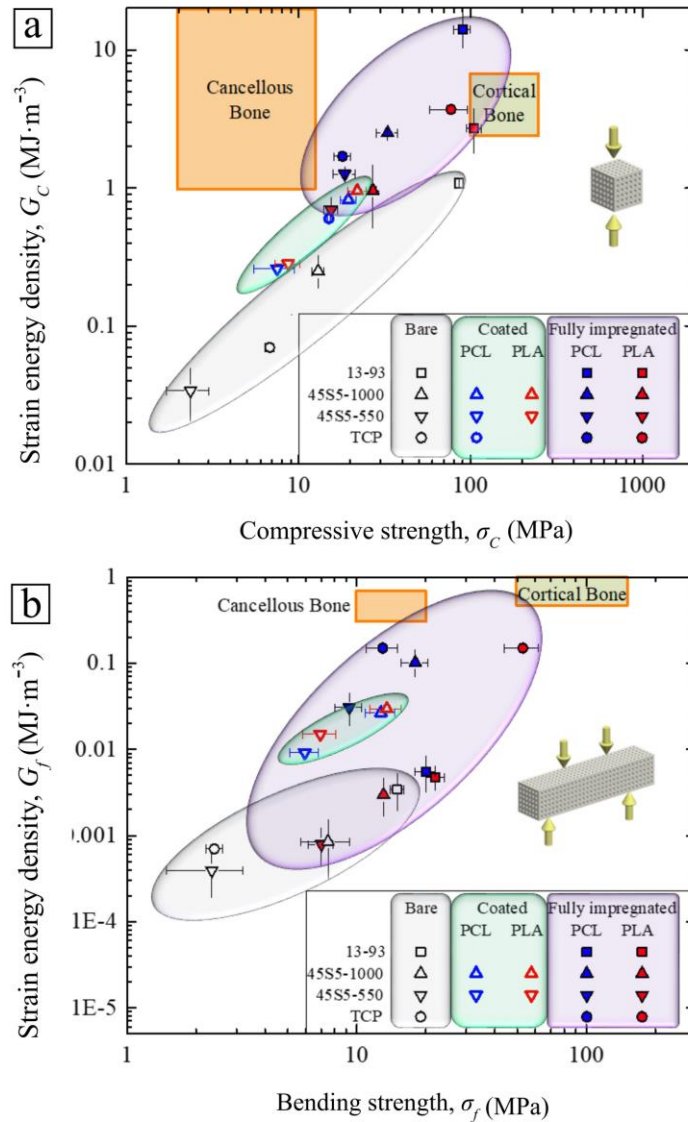 a
10
1
0.1
0.01
Strain energy density, G_C (MJ·m⁻³)
Cancellous
Bone
Cortical
Bone
Bare
Coated
Fully impregnated
PCL
PLA
PCL
PLA
13-93
45S5-1000
45S5-550
TCP
1
10
100
1000
Compressive strength, σ_C (MPa)
b
1
0.1
0.01
0.001
1E-4
1E-5
Strain energy density, G_f (MJ·m⁻³)
Cancellous Bone
Cortical Bone
Bare
Coated
Fully impregnated
PCL
PLA
PCL
PLA
13-93
45S5-1000
45S5-550
TCP
1
10
100
Bending strength, σ_f (MPa)